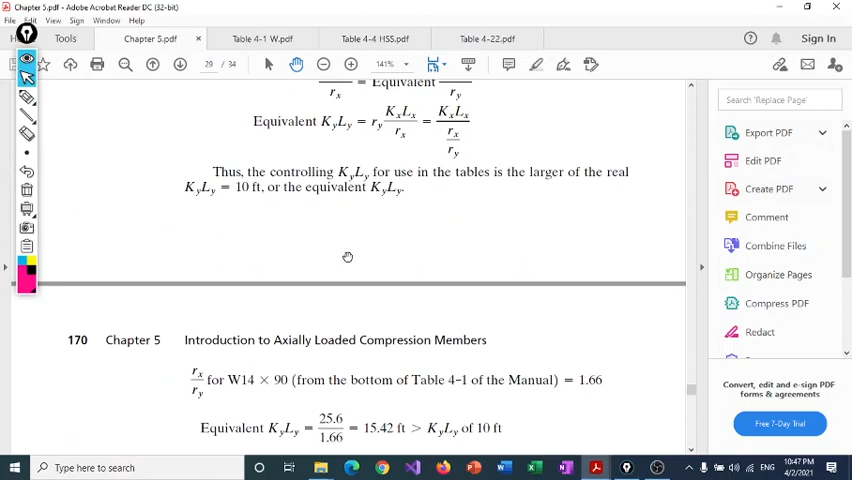 Chapter 5.pdf - Adobe Acrobat Reader DC (32-bit)
File Edit View Sign Window Help
Tools
Chapter 5.pdf ×
Table 4-1 W.pdf
Table 4-4 HSS.pdf
Table 4-22.pdf
Sign In
29 / 34
141%
rx = Equivalent ry
Equivalent KyLy = ry KxLx / rx = KxLx / (rx / ry)
Thus, the controlling KyLy for use in the tables is the larger of the real
KyLy = 10 ft, or the equivalent KyLy.
170 Chapter 5 Introduction to Axially Loaded Compression Members
rx / ry for W14 × 90 (from the bottom of Table 4–1 of the Manual) = 1.66
Equivalent KyLy = 25.6 / 1.66 = 15.42 ft > KyLy of 10 ft
Search 'Replace Page'
Export PDF
Edit PDF
Create PDF
Comment
Combine Files
Organize Pages
Compress PDF
Redact
Convert, edit and e-sign PDF
forms & agreements
Free 7-Day Trial
Type here to search
ENG
10:47 PM
4/2/2021